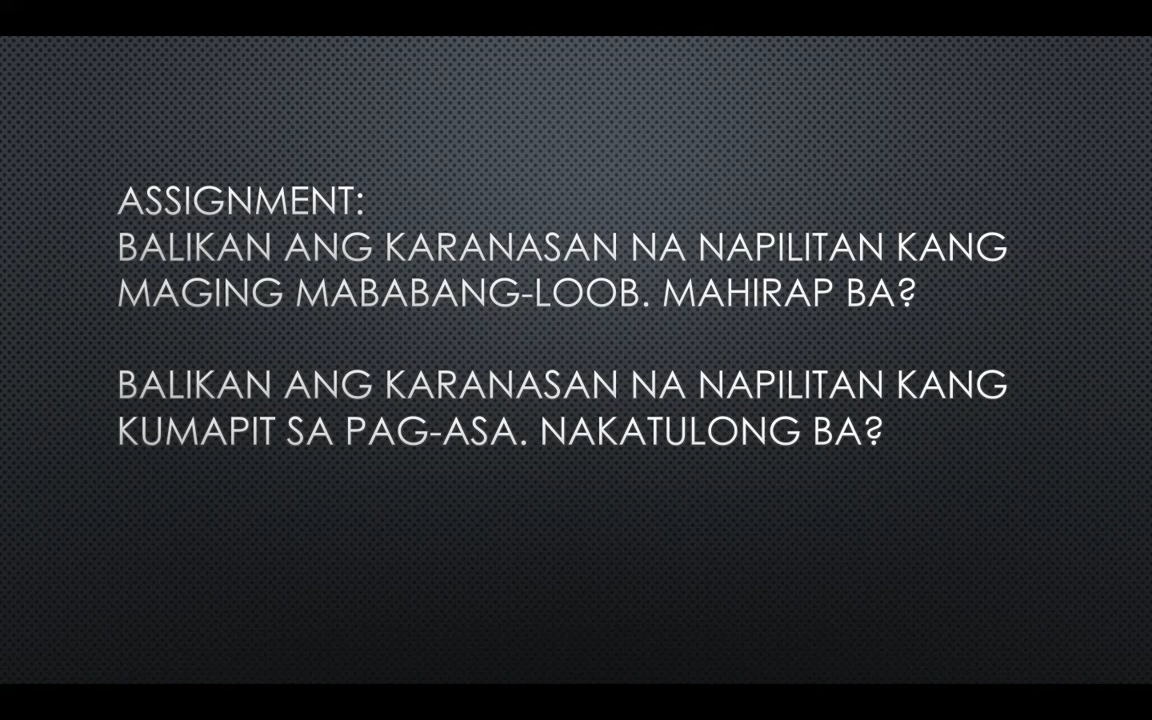 ASSIGNMENT:
BALIKAN ANG KARANASAN NA NAPILITAN KANG
MAGING MABABANG-LOOB. MAHIRAP BA?
BALIKAN ANG KARANASAN NA NAPILITAN KANG
KUMAPIT SA PAG-ASA. NAKATULONG BA?